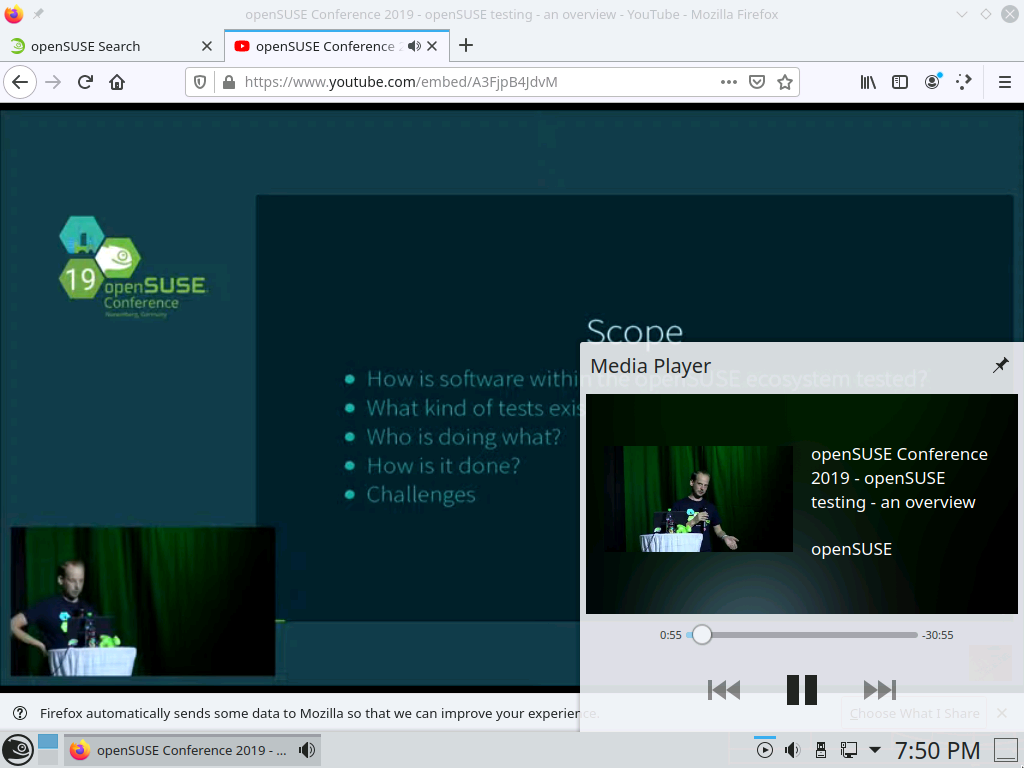 openSUSE Conference 2019 - openSUSE testing - an overview - YouTube - Mozilla Firefox
openSUSE Search
openSUSE Conference 2
https://www.youtube.com/embed/A3FjpB4JdvM
19
openSUSE
Conference
Nuremberg, Germany
Scope
How is software within the openSUSE ecosystem tested?
What kind of tests exis
Who is doing what?
How is it done?
Challenges
Media Player
openSUSE Conference
2019 - openSUSE
testing - an overview
openSUSE
0:55
-30:55
Firefox automatically sends some data to Mozilla so that we can improve your experience.
Choose What I Share
openSUSE Conference 2019 - ...
7:50 PM